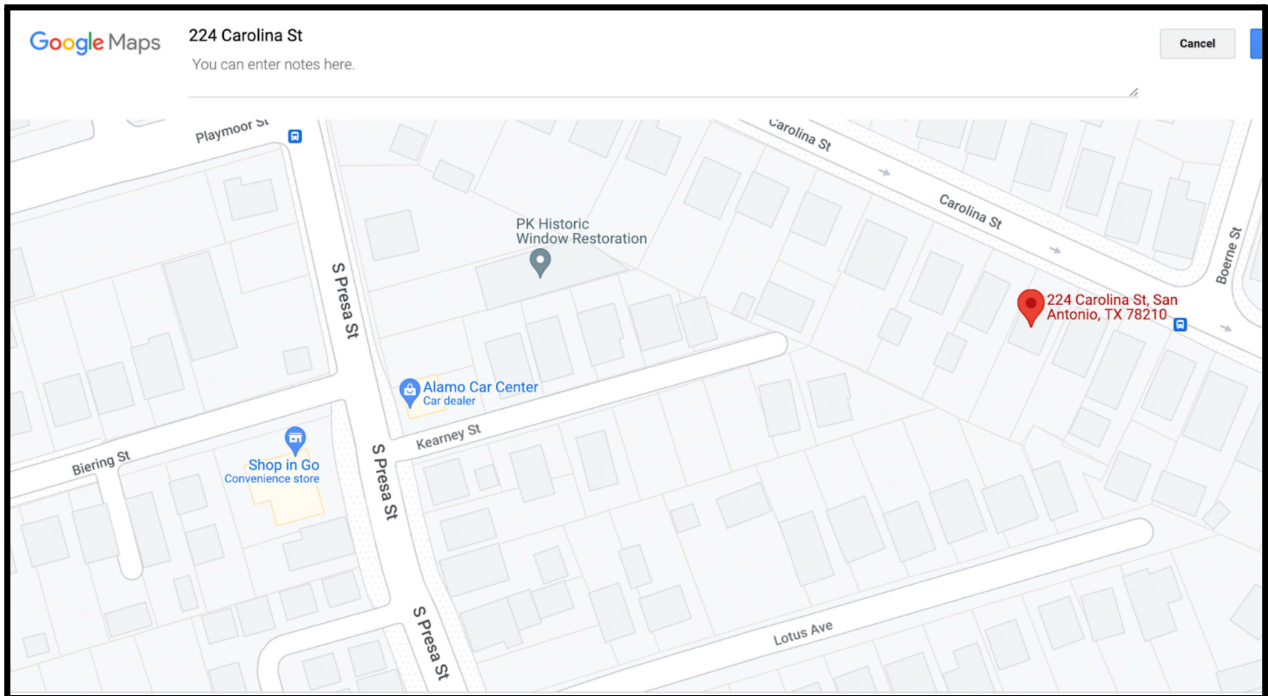 Google Maps
224 Carolina St
Cancel
You can enter notes here.
Playmoor St
Carolina St
Carolina St
PK Historic
Window Restoration
Boerne St
S Presa St
224 Carolina St, San
Antonio, TX 78210
Alamo Car Center
Car dealer
Kearney St
Biering St
Shop in Go
Convenience store
S Presa St
S Presa St
Lotus Ave